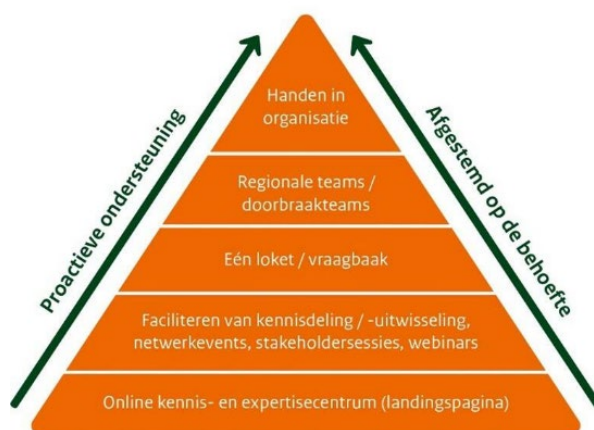 Proactieve ondersteuning
Afgestemd op de behoefte
Handen in
organisatie
Regionale teams /
doorbraakteams
Eén loket / vraagbaak
Faciliteren van kennisdeling / -uitwisseling,
netwerkevents, stakeholdersessies, webinars
Online kennis- en expertisecentrum (landingspagina)